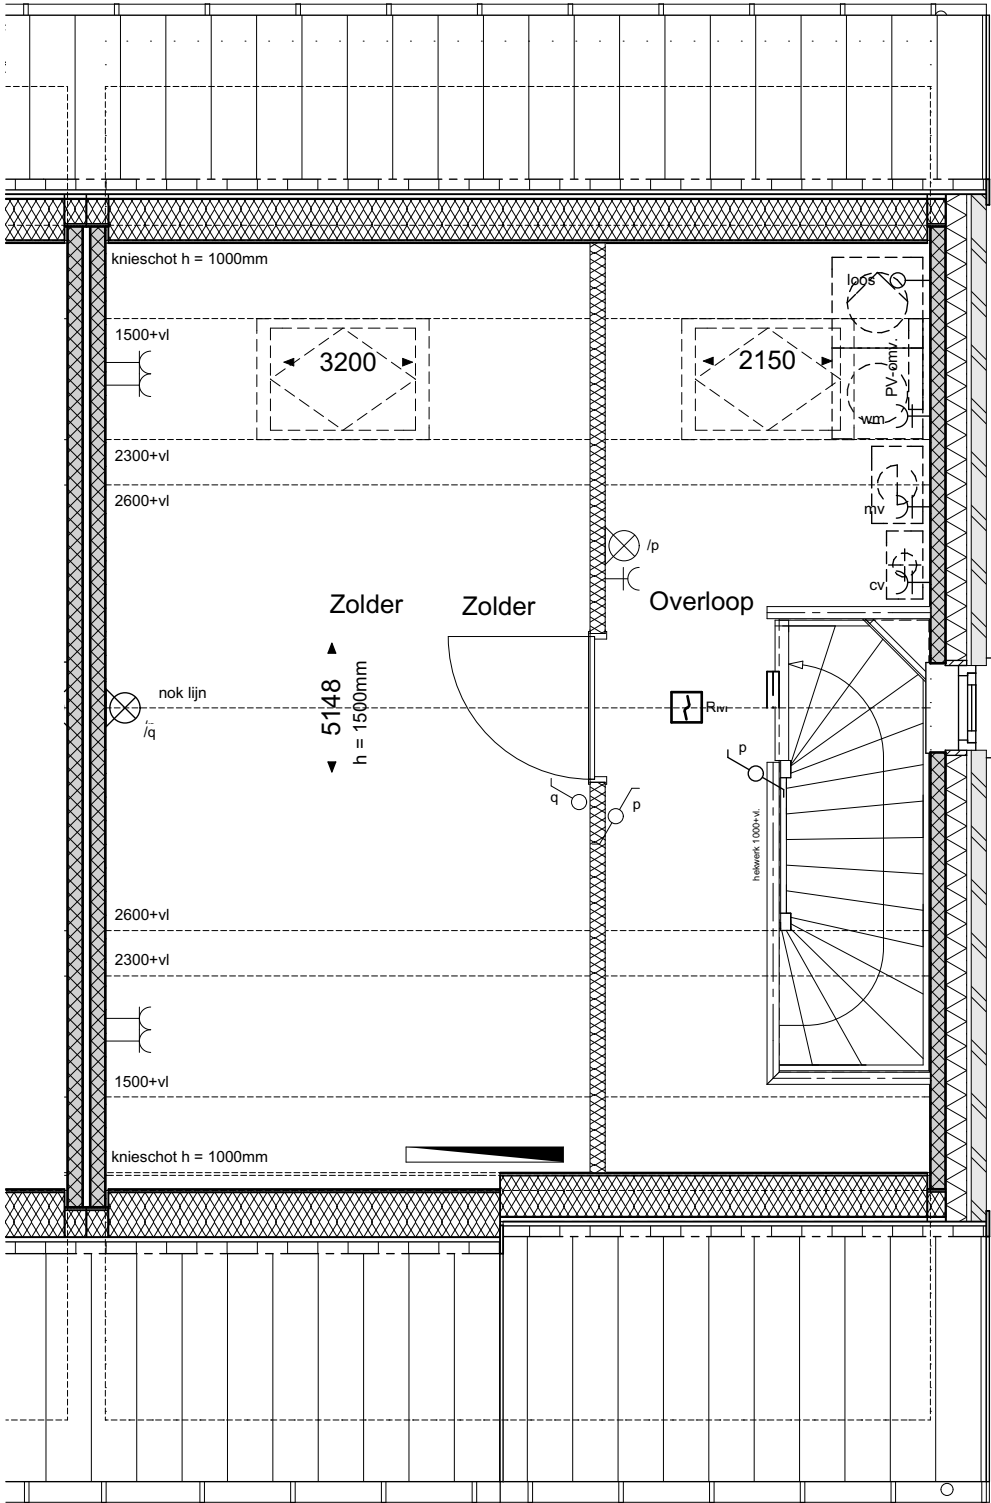 knieschot h = 1000mm
loos
1500+vl
3200
2150
PV-omv.
wm
2300+vl
2600+vl
mv
/p
cv
Zolder
Zolder
Overloop
nok lijn
/q
5148
h = 1500mm
p
q
p
hekwerk 1000+vl.
2600+vl
2300+vl
1500+vl
knieschot h = 1000mm